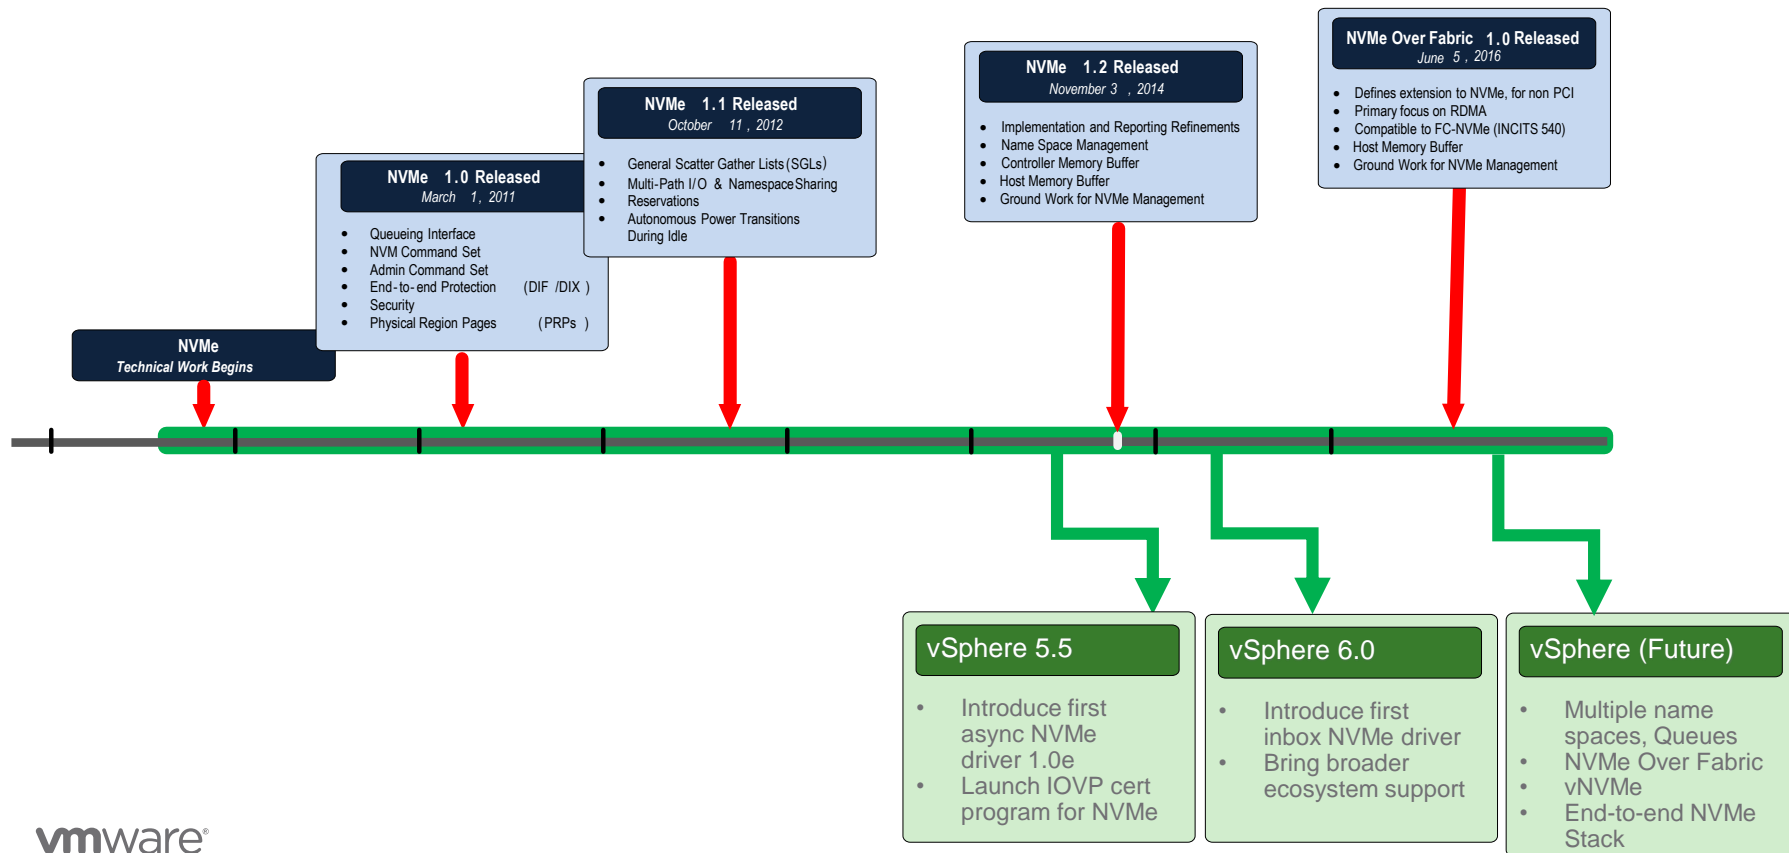 NVMe
Technical Work Begins
NVMe 1.0 Released
March 1, 2011
• Queueing Interface
• NVM Command Set
• Admin Command Set
• End-to-end Protection (DIF /DIX )
• Security
• Physical Region Pages (PRPs )
NVMe 1.1 Released
October 11, 2012
• General Scatter Gather Lists (SGLs)
• Multi-Path I/O & Namespace Sharing
• Reservations
• Autonomous Power Transitions
During Idle
NVMe 1.2 Released
November 3 , 2014
• Implementation and Reporting Refinements
• Name Space Management
• Controller Memory Buffer
• Host Memory Buffer
• Ground Work for NVMe Management
NVMe Over Fabric 1.0 Released
June 5 , 2016
• Defines extension to NVMe, for non PCI
• Primary focus on RDMA
• Compatible to FC-NVMe (INCITS 540)
• Host Memory Buffer
• Ground Work for NVMe Management
vSphere 5.5
• Introduce first
async NVMe
driver 1.0e
• Launch IOVP cert
program for NVMe
vSphere 6.0
• Introduce first
inbox NVMe driver
• Bring broader
ecosystem support
vSphere (Future)
• Multiple name
spaces, Queues
• NVMe Over Fabric
• vNVMe
• End-to-end NVMe
Stack
vmware®